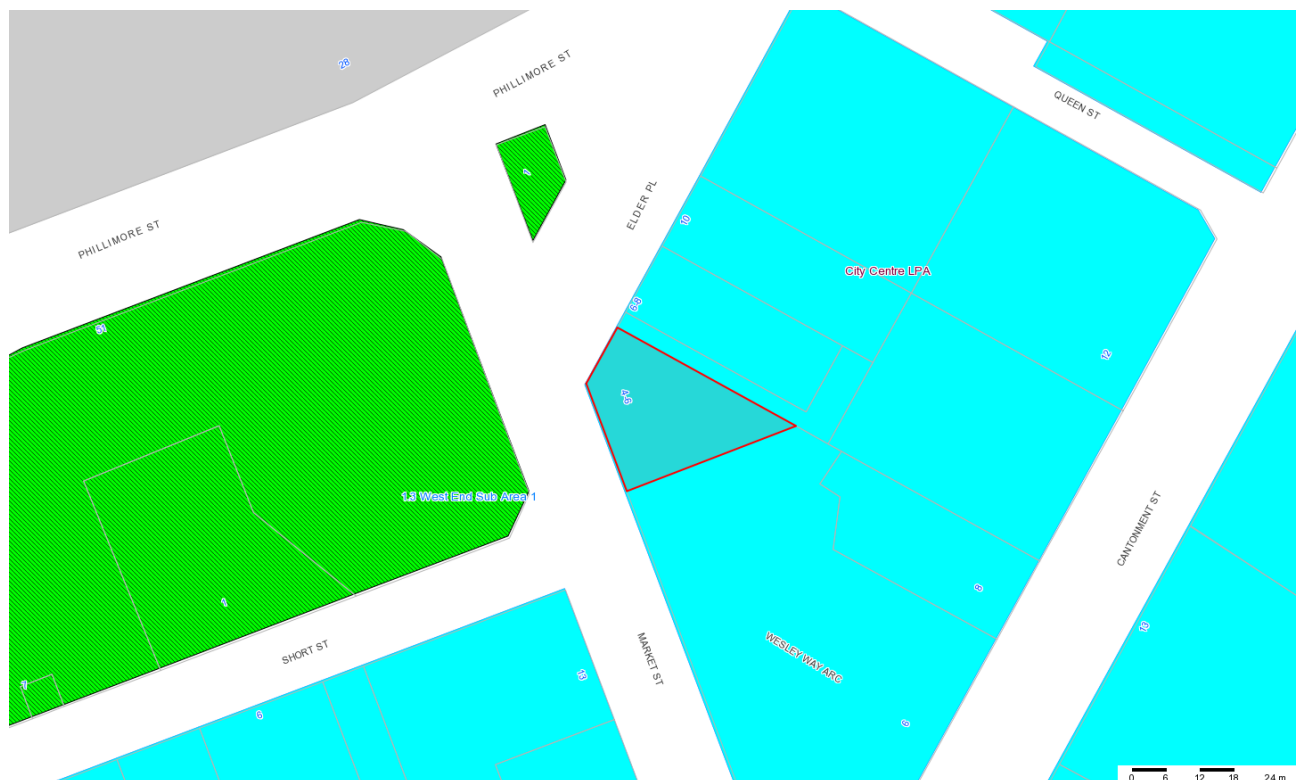 28
PHILLIMORE ST
QUEEN ST
1
ELDER PL
10
PHILLIMORE ST
City Centre LPA
6-8
51
12
4-6
1.3 West End Sub Area 1
CANTONMENT ST
8
1
13
SHORT ST
MARKET ST
WESLEY WAY ARC
13
7
6
6
0 6 12 18 24 m